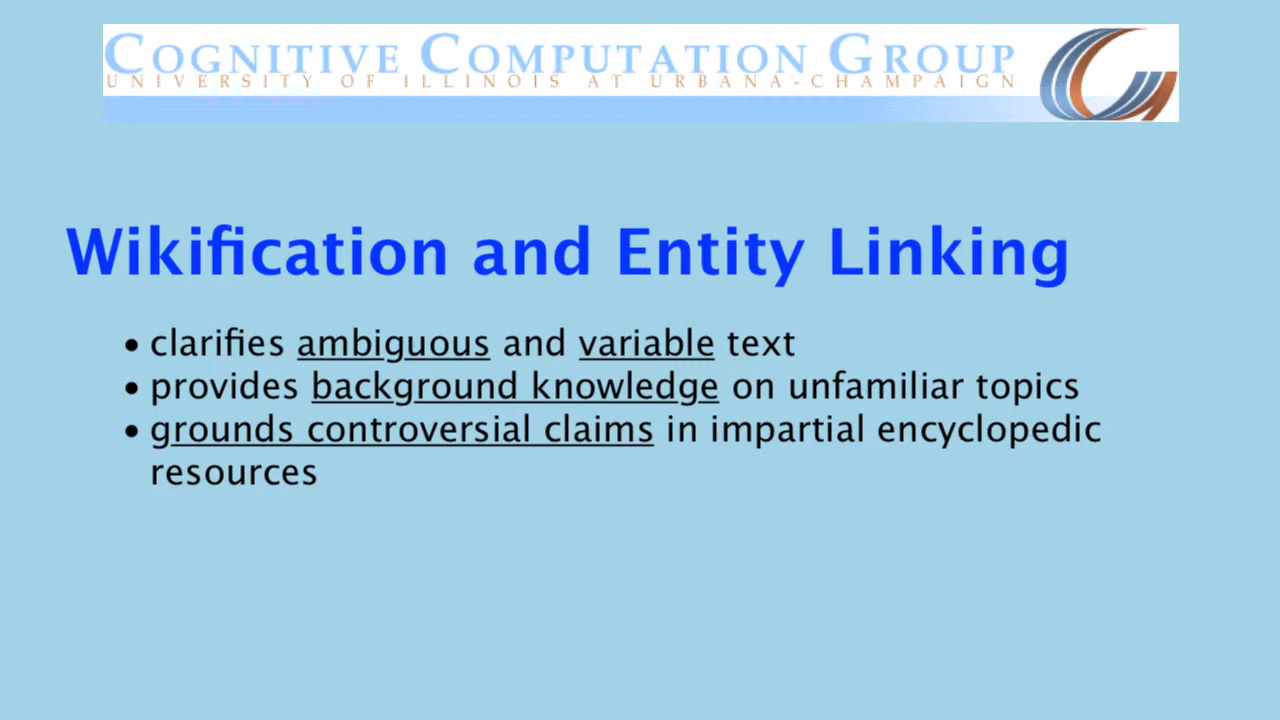 COGNITIVE COMPUTATION GROUP
UNIVERSITY OF ILLINOIS AT URBANA-CHAMPAIGN
Wikification and Entity Linking
• clarifies ambiguous and variable text
• provides background knowledge on unfamiliar topics
• grounds controversial claims in impartial encyclopedic
resources